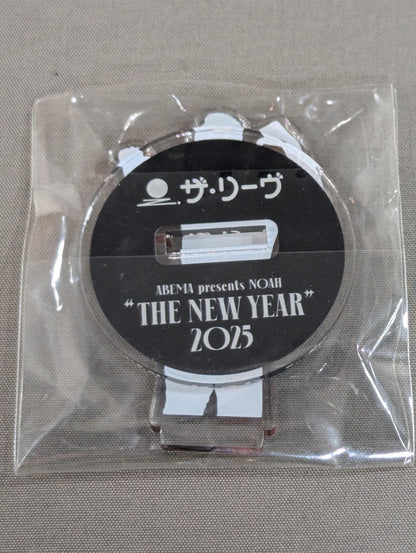 ザ・リーヴ
ABEMA presents NOAH
“THE NEW YEAR”
2025